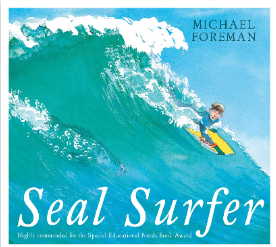 MICHAEL
FOREMAN
Seal Surfer
Highly commended for the Special Educational Needs Book Award